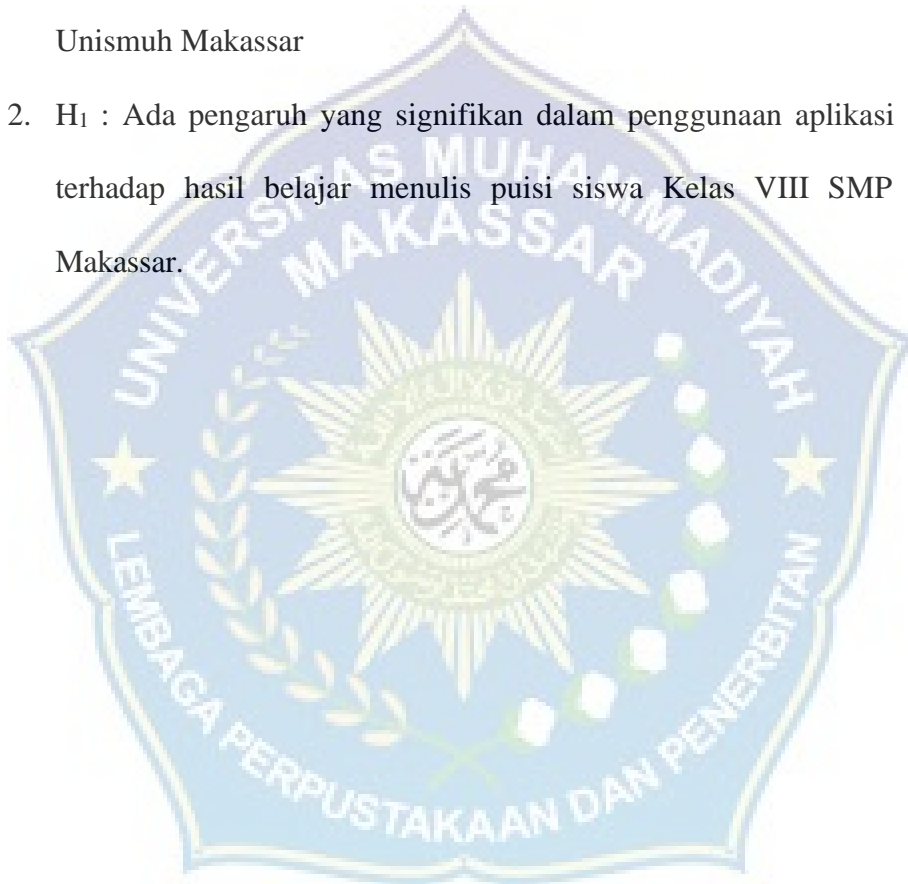 Unismuh Makassar
2. H₁ : Ada pengaruh yang signifikan dalam penggunaan aplikasi
terhadap hasil belajar menulis puisi siswa Kelas VIII SMP
Makassar.
UNIVERSITAS MUHAMMADIYAH
MAKASSAR
LEMBAGA PERPUSTAKAAN DAN PENERBITAN